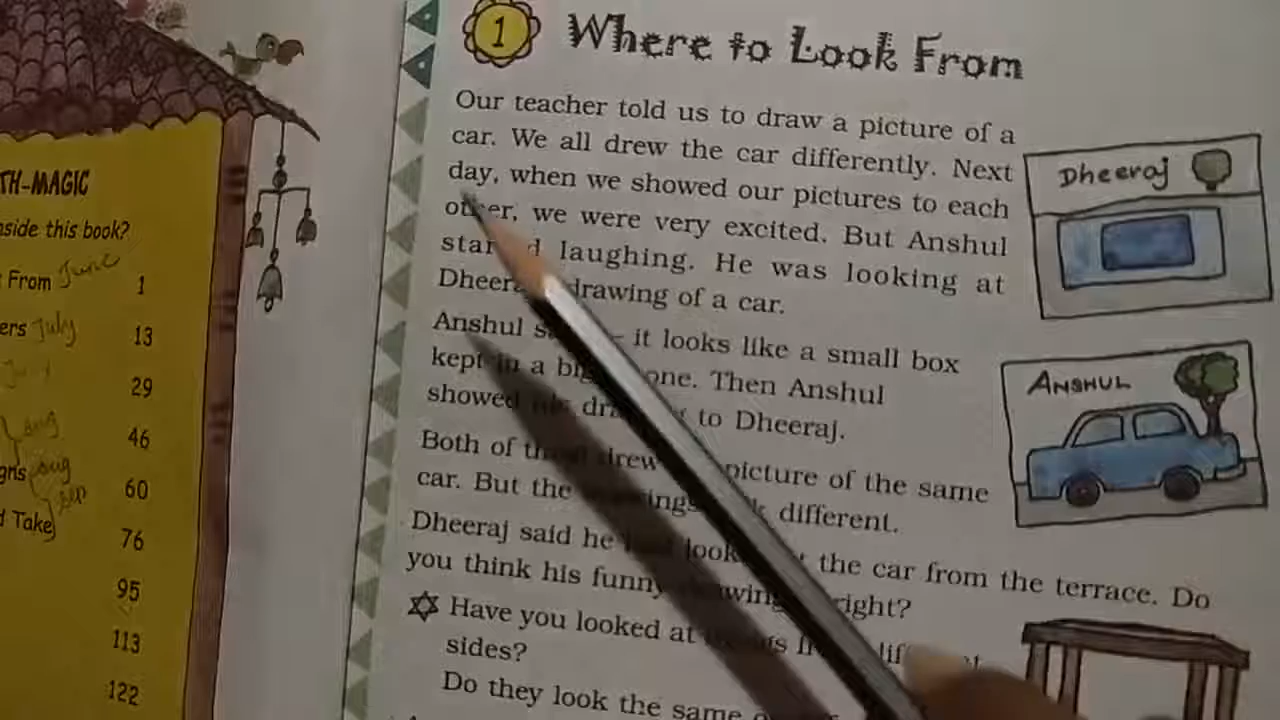 TH-MAGIC
nside this book?
From June 1
ers July 13
29
46
gns aug 60
d Take 76
95
113
122
1 Where to Look From
Our teacher told us to draw a picture of a
car. We all drew the car differently. Next
day, when we showed our pictures to each
other, we were very excited. But Anshul
laughing. He was looking at
drawing of a car.
Anshul it looks like a small box
kept in a big one. Then Anshul
showed his to Dheeraj.
Both of drew picture of the same
car. But the different.
Dheeraj said he the car from the terrace. Do
you think his funny right?
Have you looked at
sides?
Do they look the same
Dheeraj
ANSHUL